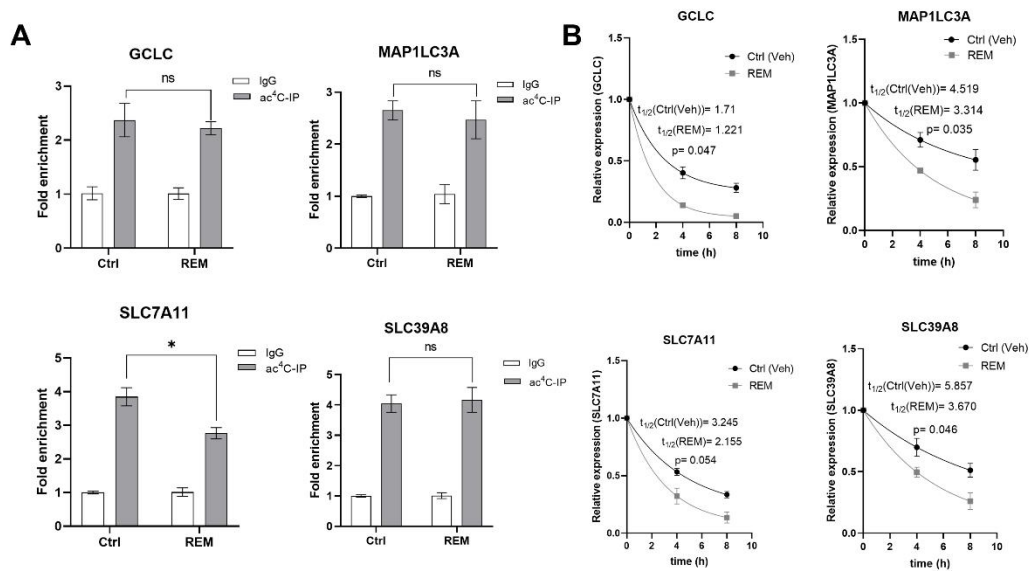 A
GCLC
Fold enrichment
3
2
1
0
ns
Ctrl
REM
IgG
ac⁴C-IP
MAP1LC3A
Fold enrichment
4
3
2
1
0
ns
Ctrl
REM
IgG
ac⁴C-IP
SLC7A11
Fold enrichment
5
4
3
2
1
0
*
Ctrl
REM
IgG
ac⁴C-IP
SLC39A8
Fold enrichment
5
4
3
2
1
0
ns
Ctrl
REM
IgG
ac⁴C-IP
B
GCLC
Relative expression (GCLC)
1.5
1.0
0.5
0.0
Ctrl (Veh)
REM
t1/2(Ctrl(Veh))= 1.71
t1/2(REM)= 1.221
p= 0.047
0 2 4 6 8 10
time (h)
MAP1LC3A
Relative expression (MAP1LC3A)
1.5
1.0
0.5
0.0
Ctrl (Veh)
REM
t1/2(Ctrl(Veh))= 4.519
t1/2(REM)= 3.314
p= 0.035
0 2 4 6 8 10
time (h)
SLC7A11
Relative expression (SLC7A11)
1.5
1.0
0.5
0.0
Ctrl (Veh)
REM
t1/2(Ctrl(Veh))= 3.245
t1/2(REM)= 2.155
p= 0.054
0 2 4 6 8 10
time (h)
SLC39A8
Relative expression (SLC39A8)
1.5
1.0
0.5
0.0
Ctrl (Veh)
REM
t1/2(Ctrl(Veh))= 5.857
t1/2(REM)= 3.670
p= 0.046
0 2 4 6 8 10
time (h)